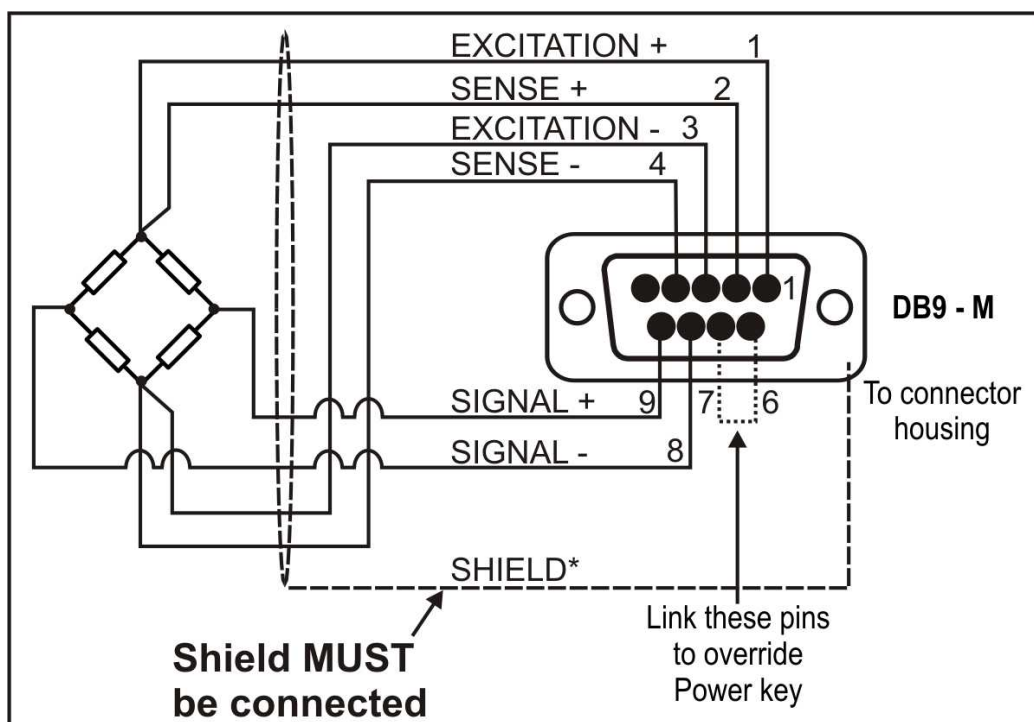 EXCITATION + 1
SENSE + 2
EXCITATION - 3
SENSE - 4
1
DB9 - M
To connector
housing
SIGNAL + 9 7 6
SIGNAL - 8
SHIELD*
Shield MUST
be connected
Link these pins
to override
Power key